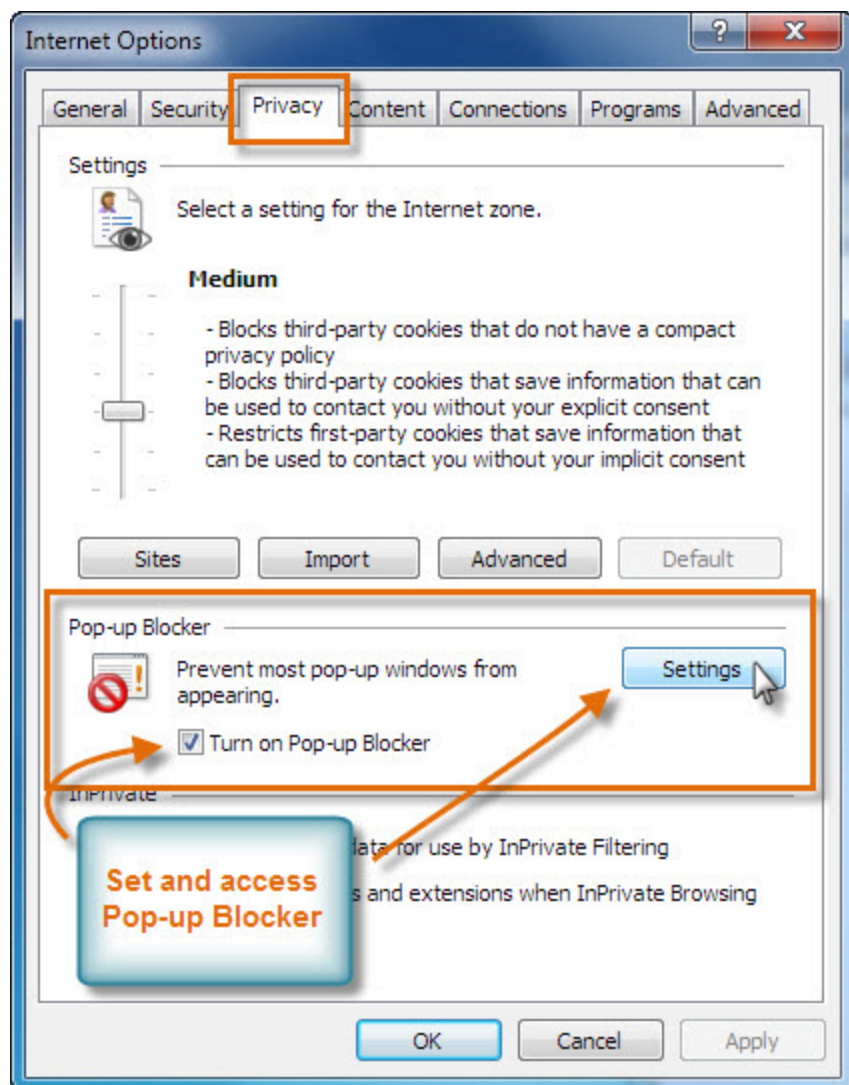 Internet Options
General Security Privacy Content Connections Programs Advanced
Settings
Select a setting for the Internet zone.
Medium
- Blocks third-party cookies that do not have a compact
privacy policy
- Blocks third-party cookies that save information that can
be used to contact you without your explicit consent
- Restricts first-party cookies that save information that
can be used to contact you without your implicit consent
Sites Import Advanced Default
Pop-up Blocker
Prevent most pop-up windows from
appearing.
Settings
Turn on Pop-up Blocker
InPrivate
data for use by InPrivate Filtering
and extensions when InPrivate Browsing
Set and access
Pop-up Blocker
OK Cancel Apply